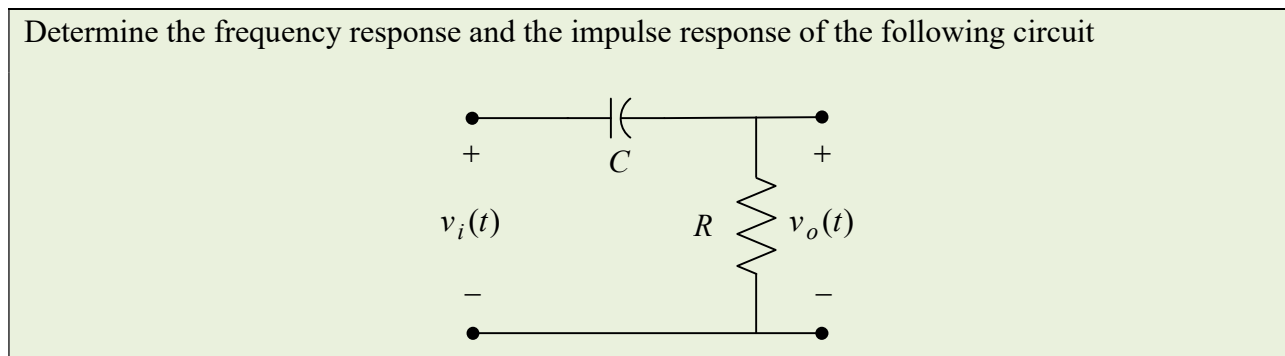 Determine the frequency response and the impulse response of the following circuit
+
C
+
v_i(t)
R
v_o(t)
−
−